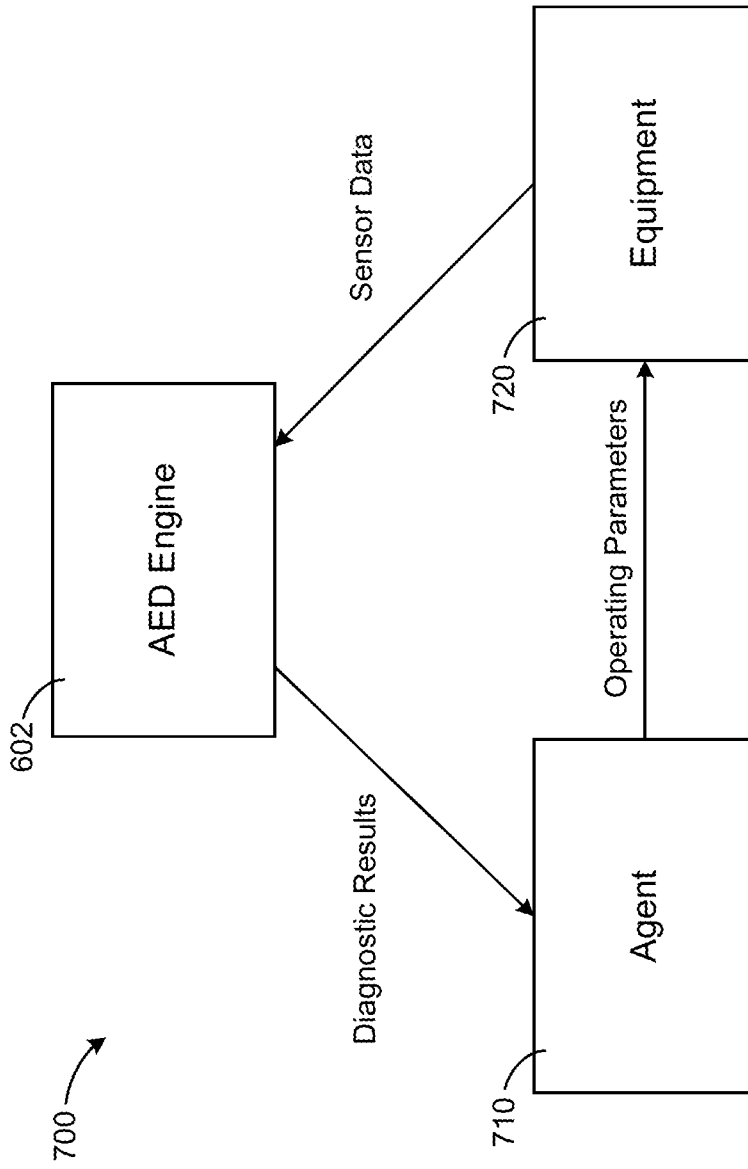 700
602
AED Engine
Sensor Data
Diagnostic Results
710
Agent
Operating Parameters
720
Equipment